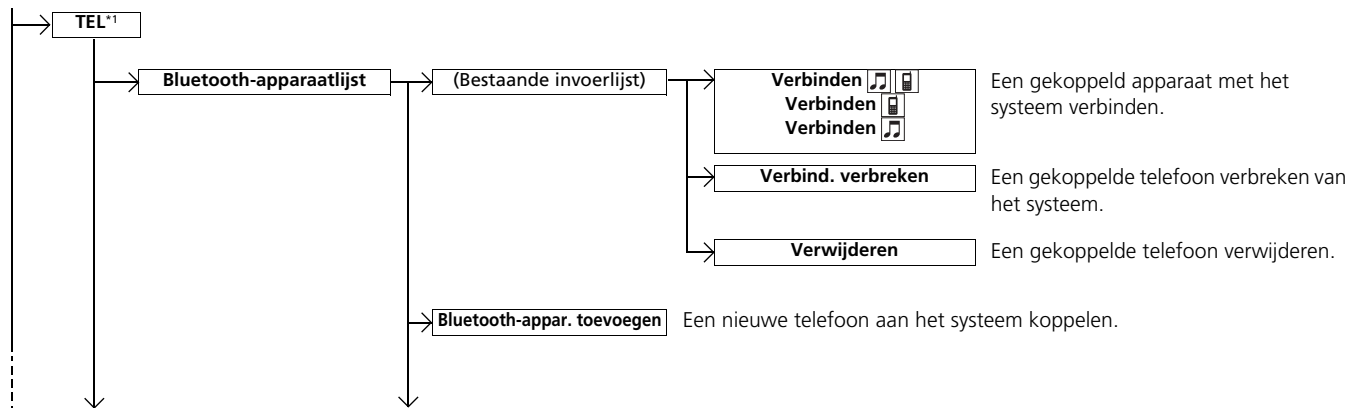 TEL*1
Bluetooth-apparaatlijst
(Bestaande invoerlijst)
Verbinden
Verbinden
Verbinden
Een gekoppeld apparaat met het
systeem verbinden.
Verbind. verbreken
Een gekoppelde telefoon verbreken van
het systeem.
Verwijderen
Een gekoppelde telefoon verwijderen.
Bluetooth-appar. toevoegen
Een nieuwe telefoon aan het systeem koppelen.